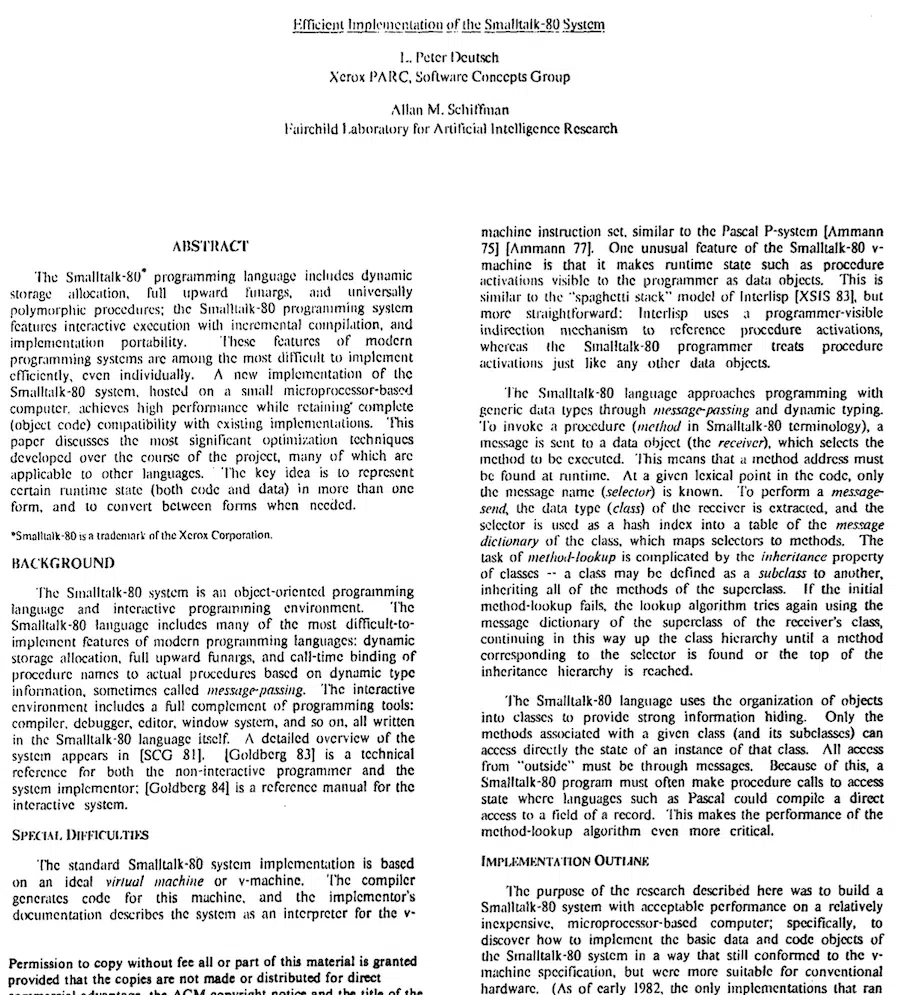 Efficient Implementation of the Smalltalk-80 System
L. Peter Deutsch
Xerox PARC, Software Concepts Group
Allan M. Schiffman
Fairchild Laboratory for Artificial Intelligence Research
ABSTRACT
The Smalltalk-80* programming language includes dynamic
storage allocation, full upward funargs, and universally
polymorphic procedures; the Smalltalk-80 programming system
features interactive execution with incremental compilation, and
implementation portability. These features of modern
programming systems are among the most difficult to implement
efficiently, even individually. A new implementation of the
Smalltalk-80 system, hosted on a small microprocessor-based
computer, achieves high performance while retaining complete
(object code) compatibility with existing implementations. This
paper discusses the most significant optimization techniques
developed over the course of the project, many of which are
applicable to other languages. The key idea is to represent
certain runtime state (both code and data) in more than one
form, and to convert between forms when needed.
*Smalltalk-80 is a trademark of the Xerox Corporation.
BACKGROUND
The Smalltalk-80 system is an object-oriented programming
language and interactive programming environment. The
Smalltalk-80 language includes many of the most difficult-to-
implement features of modern programming languages: dynamic
storage allocation, full upward funargs, and call-time binding of
procedure names to actual procedures based on dynamic type
information, sometimes called message-passing. The interactive
environment includes a full complement of programming tools:
compiler, debugger, editor, window system, and so on, all written
in the Smalltalk-80 language itself. A detailed overview of the
system appears in [SCG 81]. [Goldberg 83] is a technical
reference for both the non-interactive programmer and the
system implementor; [Goldberg 84] is a reference manual for the
interactive system.
SPECIAL DIFFICULTIES
The standard Smalltalk-80 system implementation is based
on an ideal virtual machine or v-machine. The compiler
generates code for this machine, and the implementor's
documentation describes the system as an interpreter for the v-
Permission to copy without fee all or part of this material is granted
provided that the copies are not made or distributed for direct
commercial advantage, the ACM copyright notice and the title of the
machine instruction set, similar to the Pascal P-system [Ammann
75] [Ammann 77]. One unusual feature of the Smalltalk-80 v-
machine is that it makes runtime state such as procedure
activations visible to the programmer as data objects. This is
similar to the "spaghetti stack" model of Interlisp [XSIS 83], but
more straightforward: Interlisp uses a programmer-visible
indirection mechanism to reference procedure activations,
whereas the Smalltalk-80 programmer treats procedure
activations just like any other data objects.
The Smalltalk-80 language approaches programming with
generic data types through message-passing and dynamic typing.
To invoke a procedure (method in Smalltalk-80 terminology), a
message is sent to a data object (the receiver), which selects the
method to be executed. This means that a method address must
be found at runtime. At a given lexical point in the code, only
the message name (selector) is known. To perform a message-
send, the data type (class) of the receiver is extracted, and the
selector is used as a hash index into a table of the message
dictionary of the class, which maps selectors to methods. The
task of method-lookup is complicated by the inheritance property
of classes -- a class may be defined as a subclass to another,
inheriting all of the methods of the superclass. If the initial
method-lookup fails, the lookup algorithm tries again using the
message dictionary of the superclass of the receiver's class,
continuing in this way up the class hierarchy until a method
corresponding to the selector is found or the top of the
inheritance hierarchy is reached.
The Smalltalk-80 language uses the organization of objects
into classes to provide strong information hiding. Only the
methods associated with a given class (and its subclasses) can
access directly the state of an instance of that class. All access
from "outside" must be through messages. Because of this, a
Smalltalk-80 program must often make procedure calls to access
state where languages such as Pascal could compile a direct
access to a field of a record. This makes the performance of the
method-lookup algorithm even more critical.
IMPLEMENTATION OUTLINE
The purpose of the research described here was to build a
Smalltalk-80 system with acceptable performance on a relatively
inexpensive, microprocessor-based computer; specifically, to
discover how to implement the basic data and code objects of
the Smalltalk-80 system in a way that still conformed to the v-
machine specification, but were more suitable for conventional
hardware. (As of early 1982, the only implementations that ran